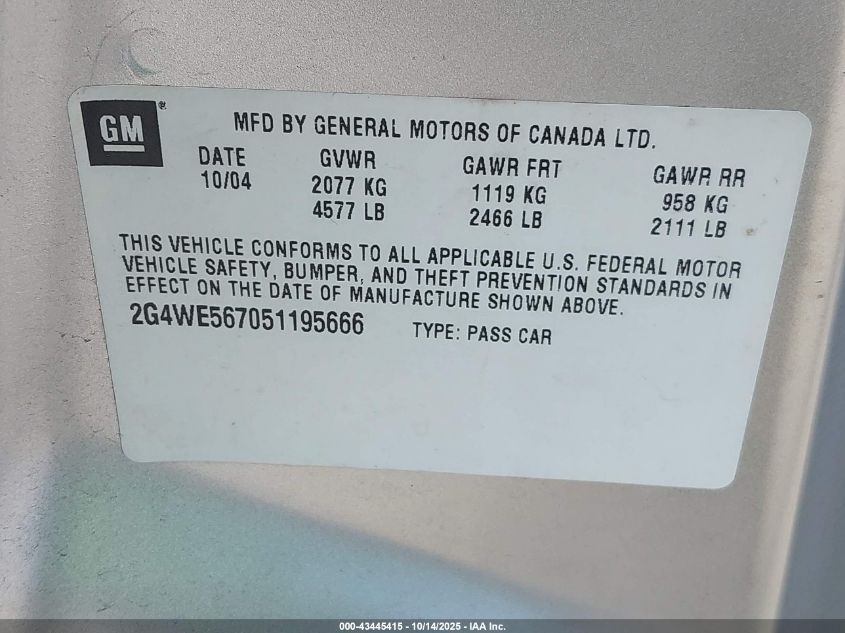 GM®
MFD BY GENERAL MOTORS OF CANADA LTD.
DATE GVWR GAWR FRT GAWR RR
10/04 2077 KG 1119 KG 958 KG
4577 LB 2466 LB 2111 LB
THIS VEHICLE CONFORMS TO ALL APPLICABLE U.S. FEDERAL MOTOR
VEHICLE SAFETY, BUMPER, AND THEFT PREVENTION STANDARDS IN
EFFECT ON THE DATE OF MANUFACTURE SHOWN ABOVE.
2G4WE567051195666 TYPE: PASS CAR
000-43445415 - 10/14/2025 - IAA Inc.